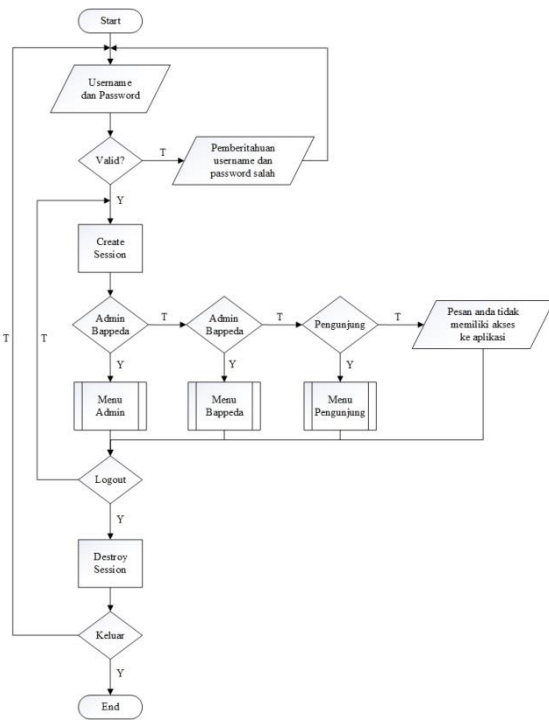 Start
Username
dan Password
Valid?
T
Pemberitahuan
username dan
password salah
Y
Create
Session
T
T
Admin
Bappeda
T
Admin
Bappeda
T
Pengunjung
T
Pesan anda tidak
memiliki akses
ke aplikasi
Y
Y
Y
Menu
Admin
Menu
Bappeda
Menu
Pengunjung
Logout
Y
Destroy
Session
Keluar
Y
End